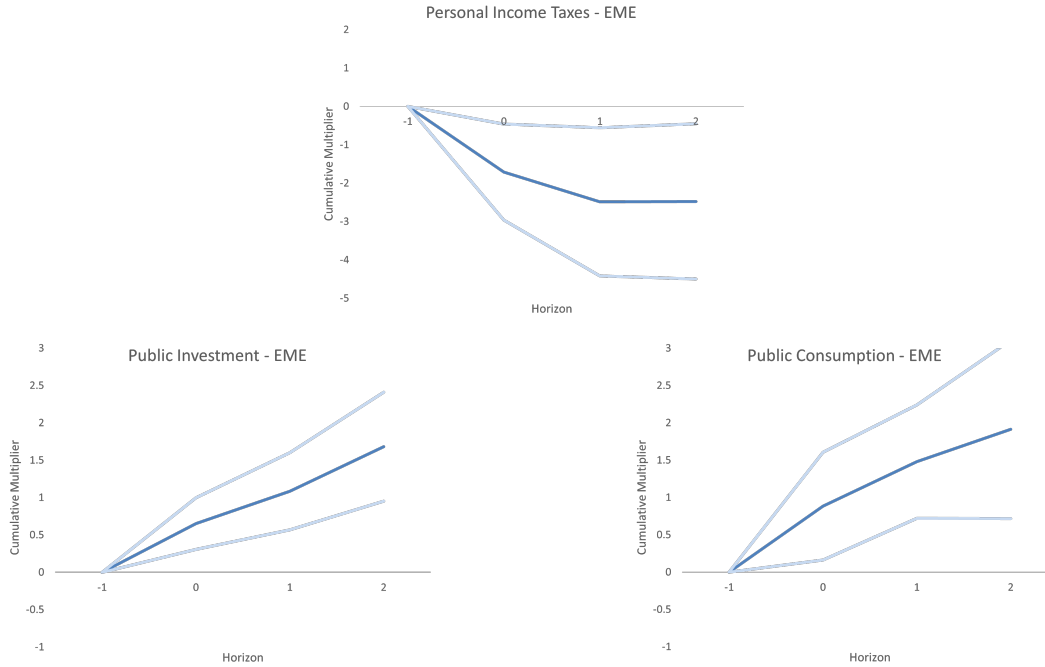 Personal Income Taxes - EME
2
1
0
-1
-2
-3
-4
-5
Cumulative Multiplier
-1 0 1 2
Horizon
Public Investment - EME
3
2.5
2
1.5
1
0.5
0
-0.5
-1
Cumulative Multiplier
-1 0 1 2
Horizon
Public Consumption - EME
3
2.5
2
1.5
1
0.5
0
-0.5
-1
Cumulative Multiplier
-1 0 1 2
Horizon